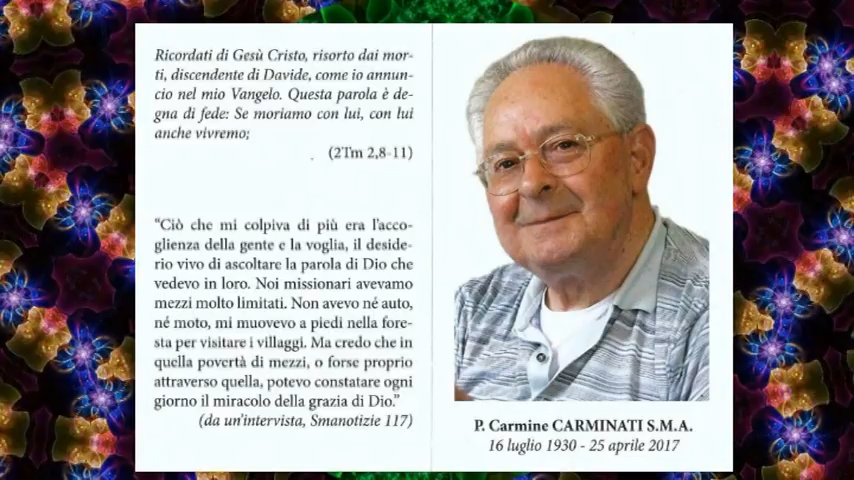 Ricordati di Gesù Cristo, risorto dai mor-
ti, discendente di Davide, come io annun-
cio nel mio Vangelo. Questa parola è de-
gna di fede: Se moriamo con lui, con lui
anche vivremo;
(2Tm 2,8-11)
“Ciò che mi colpiva di più era l'acco-
glienza della gente e la voglia, il deside-
rio vivo di ascoltare la parola di Dio che
vedevo in loro. Noi missionari avevamo
mezzi molto limitati. Non avevo né auto,
né moto, mi muovevo a piedi nella fore-
sta per visitare i villaggi. Ma credo che in
quella povertà di mezzi, o forse proprio
attraverso quella, potevo constatare ogni
giorno il miracolo della grazia di Dio.”
(da un'intervista, Smanotizie 117)
P. Carmine CARMINATI S.M.A.
16 luglio 1930 - 25 aprile 2017